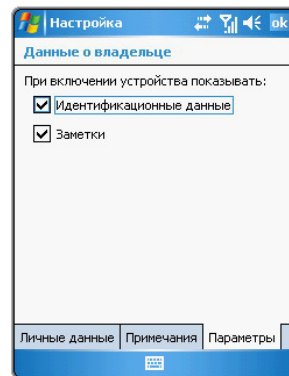 Настройка ok
Данные о владельце
При включении устройства показывать:
Идентификационные данные
Заметки
Личные данные Примечания Параметры